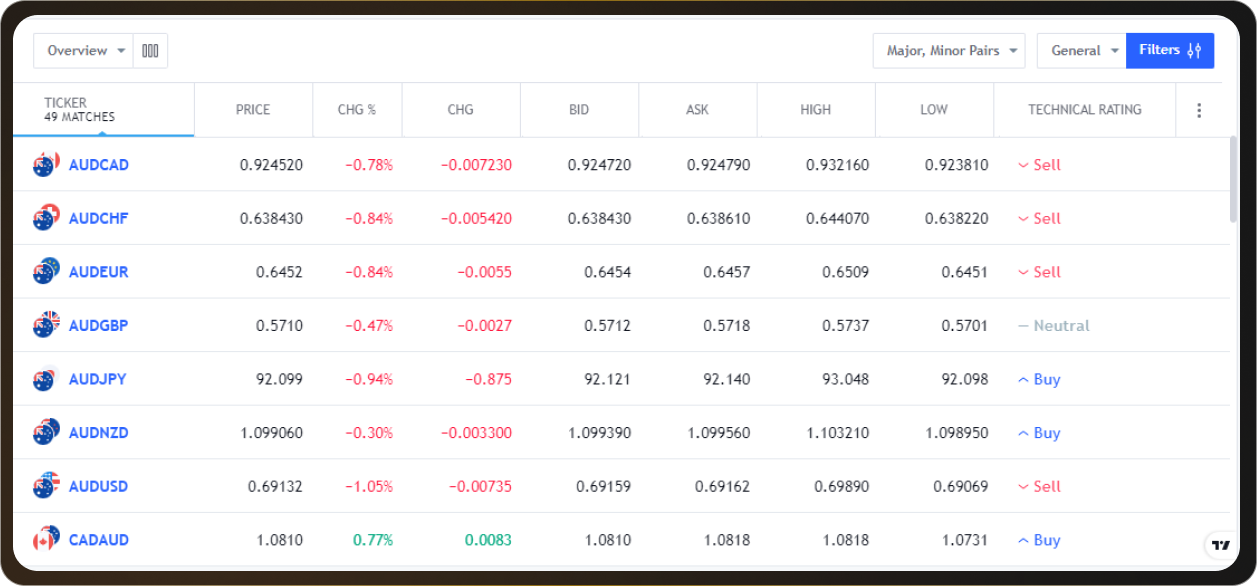 Overview
Major, Minor Pairs
General
Filters
TICKER
49 MATCHES
PRICE CHG % CHG BID ASK HIGH LOW TECHNICAL RATING
AUDCAD 0.924520 −0.78% −0.007230 0.924720 0.924790 0.932160 0.923810 Sell
AUDCHF 0.638430 −0.84% −0.005420 0.638430 0.638610 0.644070 0.638220 Sell
AUDEUR 0.6452 −0.84% −0.0055 0.6454 0.6457 0.6509 0.6451 Sell
AUDGBP 0.5710 −0.47% −0.0027 0.5712 0.5718 0.5737 0.5701 — Neutral
AUDJPY 92.099 −0.94% −0.875 92.121 92.140 93.048 92.098 Buy
AUDNZD 1.099060 −0.30% −0.003300 1.099390 1.099560 1.103210 1.098950 Buy
AUDUSD 0.69132 −1.05% −0.00735 0.69159 0.69162 0.69890 0.69069 Sell
CADAUD 1.0810 0.77% 0.0083 1.0810 1.0818 1.0818 1.0731 Buy